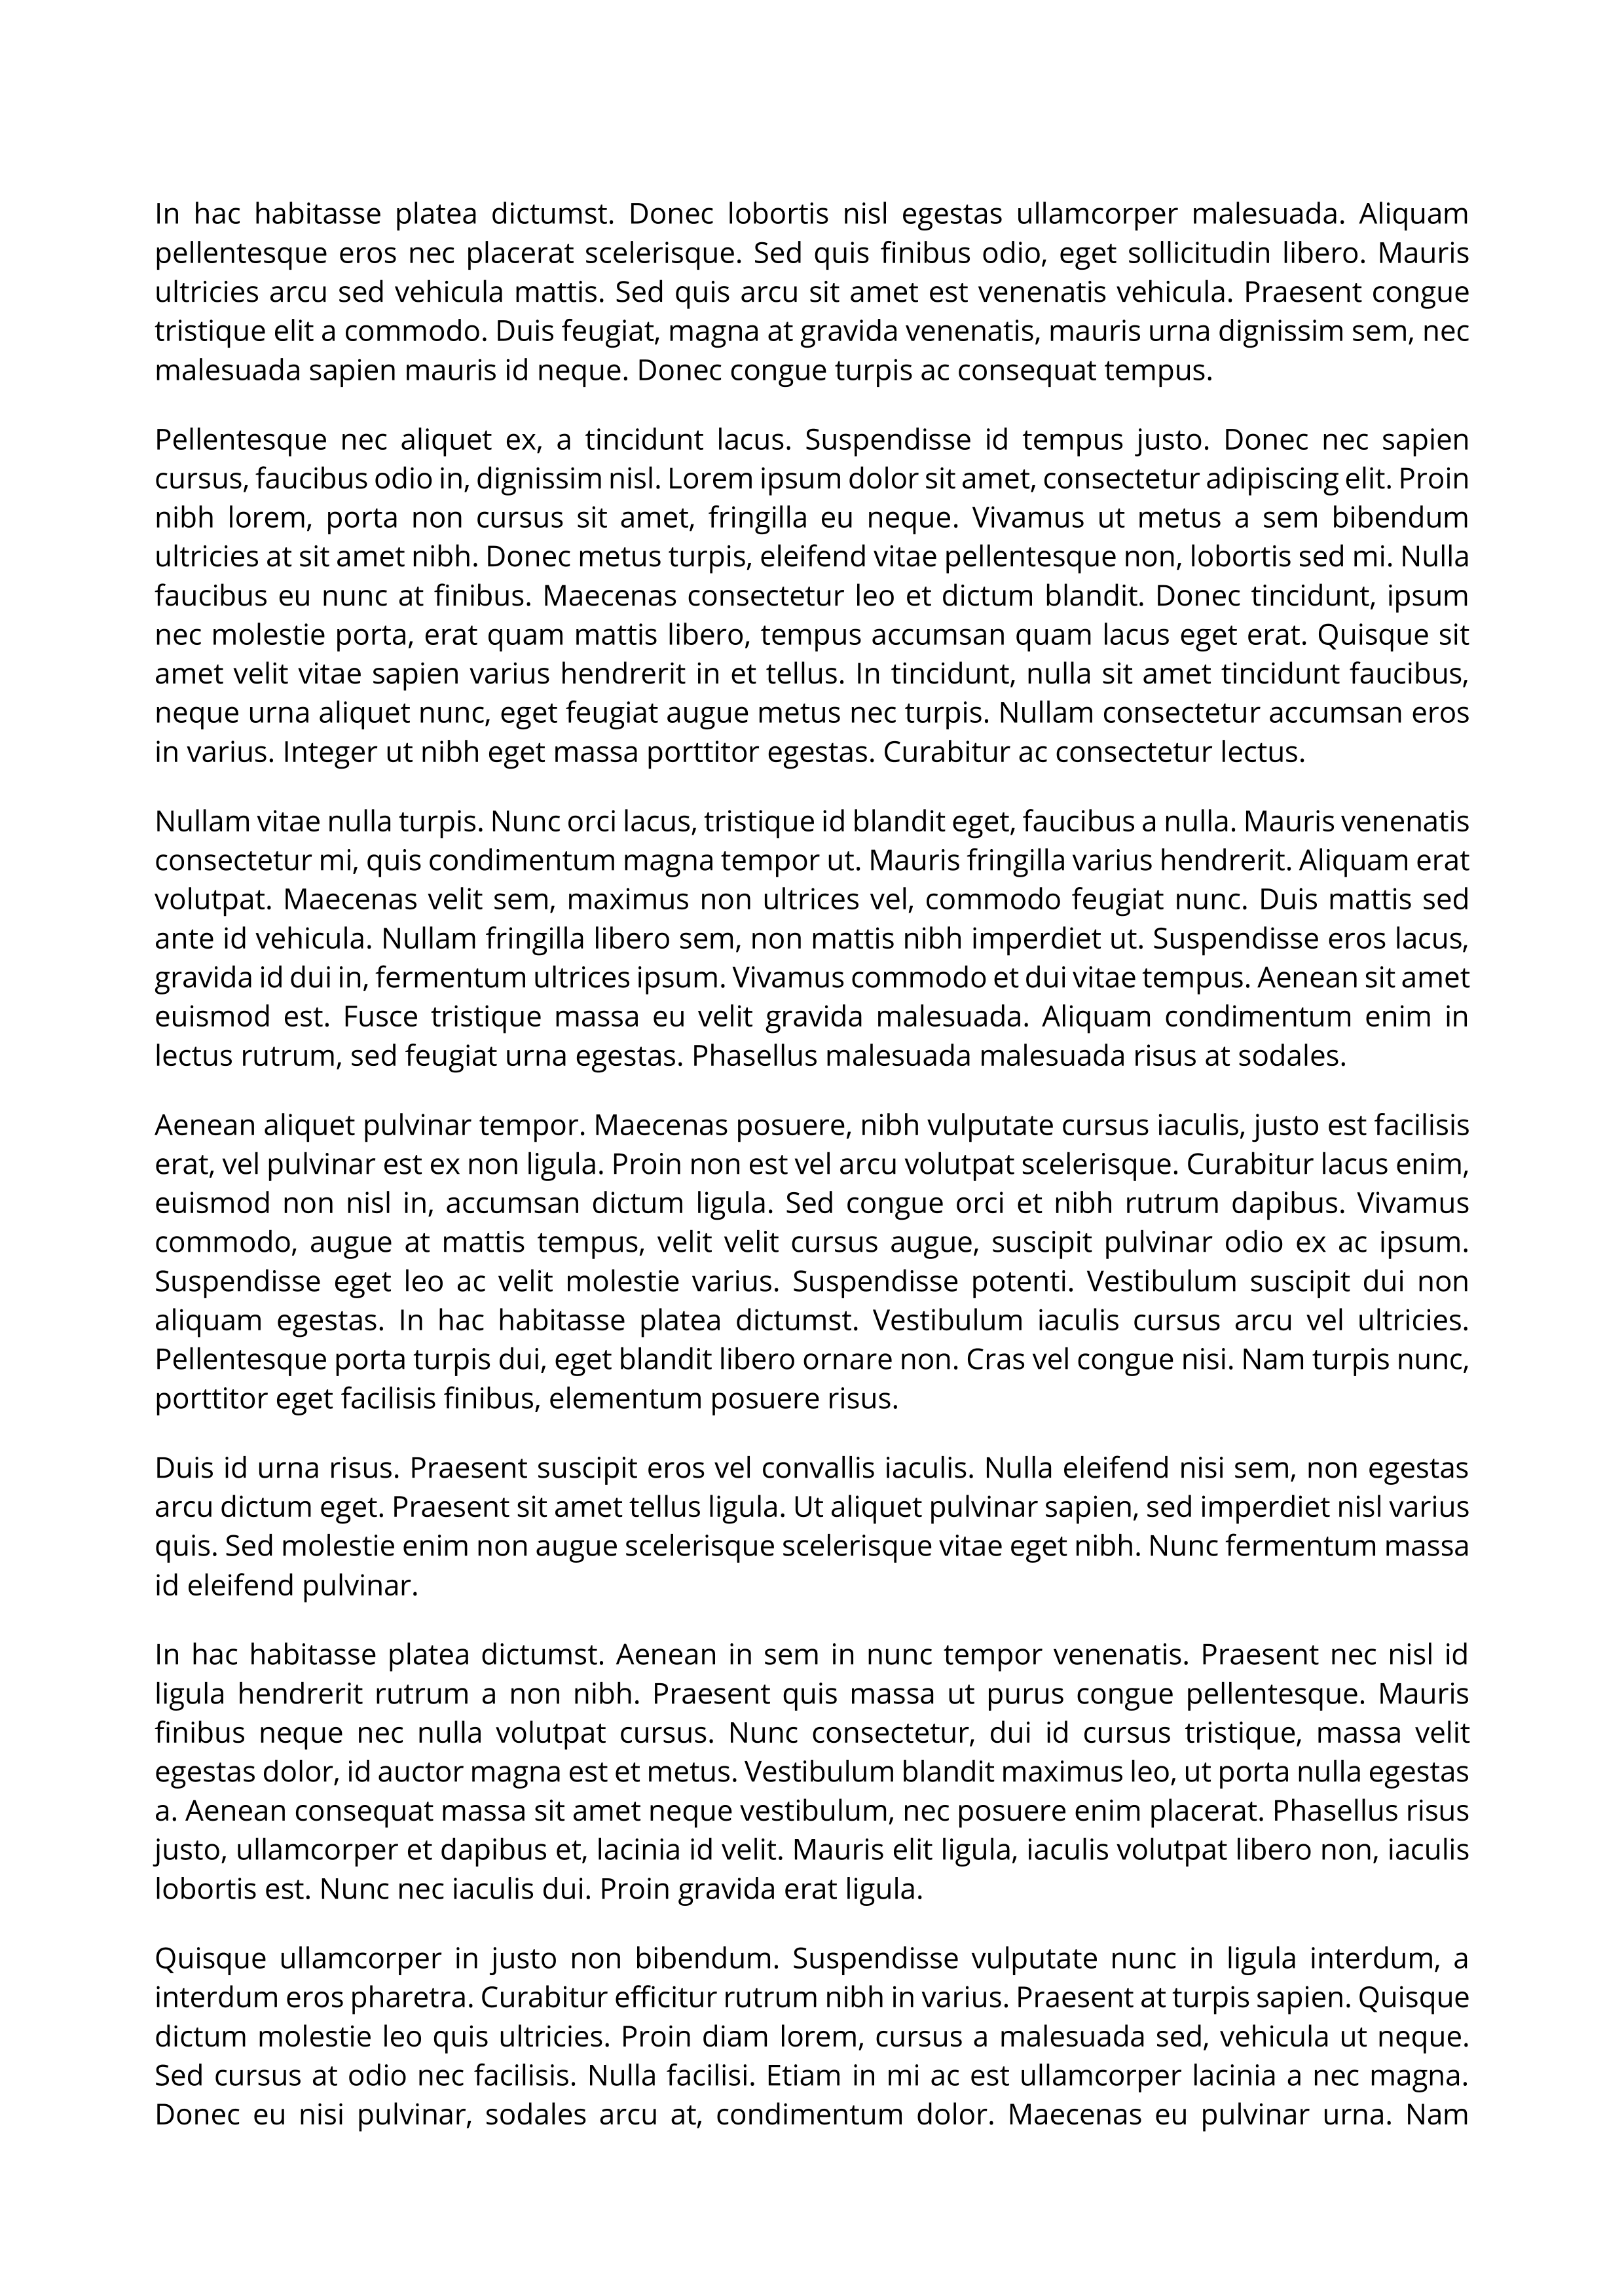 In hac habitasse platea dictumst. Donec lobortis nisl egestas ullamcorper malesuada. Aliquam
pellentesque eros nec placerat scelerisque. Sed quis finibus odio, eget sollicitudin libero. Mauris
ultricies arcu sed vehicula mattis. Sed quis arcu sit amet est venenatis vehicula. Praesent congue
tristique elit a commodo. Duis feugiat, magna at gravida venenatis, mauris urna dignissim sem, nec
malesuada sapien mauris id neque. Donec congue turpis ac consequat tempus.
Pellentesque nec aliquet ex, a tincidunt lacus. Suspendisse id tempus justo. Donec nec sapien
cursus, faucibus odio in, dignissim nisl. Lorem ipsum dolor sit amet, consectetur adipiscing elit. Proin
nibh lorem, porta non cursus sit amet, fringilla eu neque. Vivamus ut metus a sem bibendum
ultricies at sit amet nibh. Donec metus turpis, eleifend vitae pellentesque non, lobortis sed mi. Nulla
faucibus eu nunc at finibus. Maecenas consectetur leo et dictum blandit. Donec tincidunt, ipsum
nec molestie porta, erat quam mattis libero, tempus accumsan quam lacus eget erat. Quisque sit
amet velit vitae sapien varius hendrerit in et tellus. In tincidunt, nulla sit amet tincidunt faucibus,
neque urna aliquet nunc, eget feugiat augue metus nec turpis. Nullam consectetur accumsan eros
in varius. Integer ut nibh eget massa porttitor egestas. Curabitur ac consectetur lectus.
Nullam vitae nulla turpis. Nunc orci lacus, tristique id blandit eget, faucibus a nulla. Mauris venenatis
consectetur mi, quis condimentum magna tempor ut. Mauris fringilla varius hendrerit. Aliquam erat
volutpat. Maecenas velit sem, maximus non ultrices vel, commodo feugiat nunc. Duis mattis sed
ante id vehicula. Nullam fringilla libero sem, non mattis nibh imperdiet ut. Suspendisse eros lacus,
gravida id dui in, fermentum ultrices ipsum. Vivamus commodo et dui vitae tempus. Aenean sit amet
euismod est. Fusce tristique massa eu velit gravida malesuada. Aliquam condimentum enim in
lectus rutrum, sed feugiat urna egestas. Phasellus malesuada malesuada risus at sodales.
Aenean aliquet pulvinar tempor. Maecenas posuere, nibh vulputate cursus iaculis, justo est facilisis
erat, vel pulvinar est ex non ligula. Proin non est vel arcu volutpat scelerisque. Curabitur lacus enim,
euismod non nisl in, accumsan dictum ligula. Sed congue orci et nibh rutrum dapibus. Vivamus
commodo, augue at mattis tempus, velit velit cursus augue, suscipit pulvinar odio ex ac ipsum.
Suspendisse eget leo ac velit molestie varius. Suspendisse potenti. Vestibulum suscipit dui non
aliquam egestas. In hac habitasse platea dictumst. Vestibulum iaculis cursus arcu vel ultricies.
Pellentesque porta turpis dui, eget blandit libero ornare non. Cras vel congue nisi. Nam turpis nunc,
porttitor eget facilisis finibus, elementum posuere risus.
Duis id urna risus. Praesent suscipit eros vel convallis iaculis. Nulla eleifend nisi sem, non egestas
arcu dictum eget. Praesent sit amet tellus ligula. Ut aliquet pulvinar sapien, sed imperdiet nisl varius
quis. Sed molestie enim non augue scelerisque scelerisque vitae eget nibh. Nunc fermentum massa
id eleifend pulvinar.
In hac habitasse platea dictumst. Aenean in sem in nunc tempor venenatis. Praesent nec nisl id
ligula hendrerit rutrum a non nibh. Praesent quis massa ut purus congue pellentesque. Mauris
finibus neque nec nulla volutpat cursus. Nunc consectetur, dui id cursus tristique, massa velit
egestas dolor, id auctor magna est et metus. Vestibulum blandit maximus leo, ut porta nulla egestas
a. Aenean consequat massa sit amet neque vestibulum, nec posuere enim placerat. Phasellus risus
justo, ullamcorper et dapibus et, lacinia id velit. Mauris elit ligula, iaculis volutpat libero non, iaculis
lobortis est. Nunc nec iaculis dui. Proin gravida erat ligula.
Quisque ullamcorper in justo non bibendum. Suspendisse vulputate nunc in ligula interdum, a
interdum eros pharetra. Curabitur efficitur rutrum nibh in varius. Praesent at turpis sapien. Quisque
dictum molestie leo quis ultricies. Proin diam lorem, cursus a malesuada sed, vehicula ut neque.
Sed cursus at odio nec facilisis. Nulla facilisi. Etiam in mi ac est ullamcorper lacinia a nec magna.
Donec eu nisi pulvinar, sodales arcu at, condimentum dolor. Maecenas eu pulvinar urna. Nam